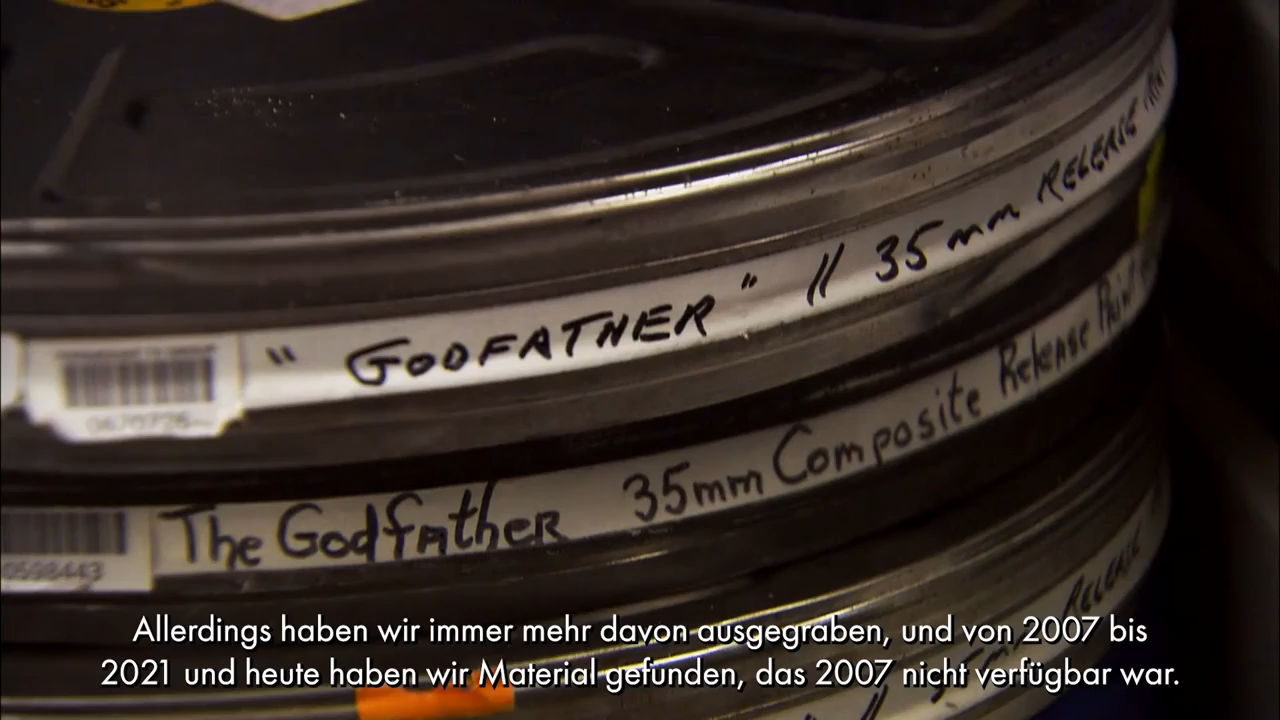 " GODFATHER " // 35mm RELEASE
The Godfather 35mm Composite Release Print
RELEASE
Allerdings haben wir immer mehr davon ausgegraben, und von 2007 bis
2021 und heute haben wir Material gefunden, das 2007 nicht verfügbar war.